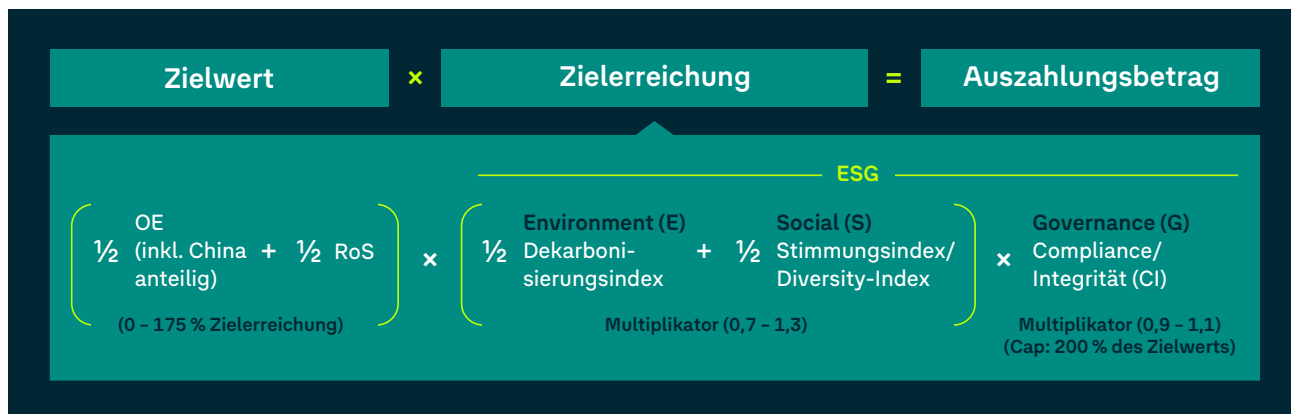 Zielwert × Zielerreichung = Auszahlungsbetrag
ESG
½ OE (inkl. China anteilig) + ½ RoS
(0 – 175 % Zielerreichung)
×
½ Environment (E)
Dekarboni-
sierungsindex
+
½ Social (S)
Stimmungsindex/
Diversity-Index
Multiplikator (0,7 – 1,3)
×
Governance (G)
Compliance/
Integrität (CI)
Multiplikator (0,9 – 1,1)
(Cap: 200 % des Zielwerts)